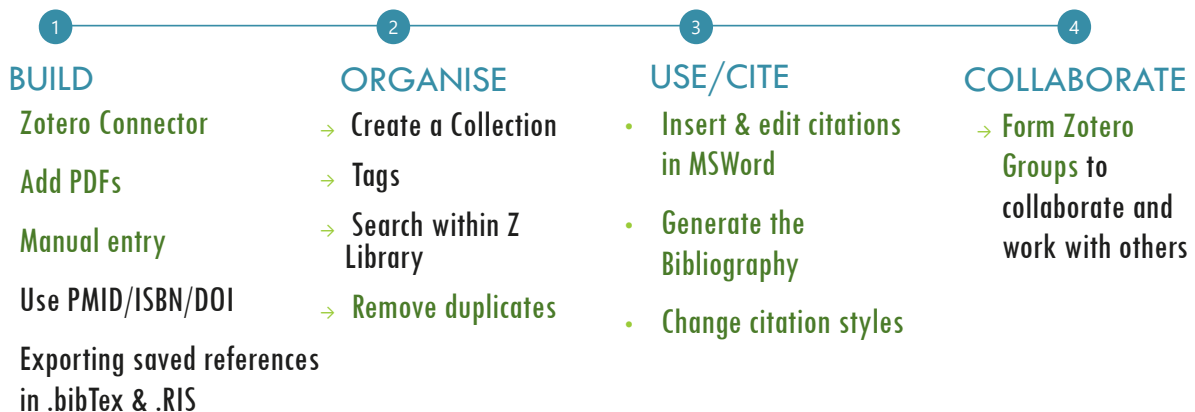 1
BUILD
Zotero Connector
Add PDFs
Manual entry
Use PMID/ISBN/DOI
Exporting saved references
in .bibTex & .RIS
2
ORGANISE
→ Create a Collection
→ Tags
→ Search within Z
Library
→ Remove duplicates
3
USE/CITE
• Insert & edit citations
in MSWord
• Generate the
Bibliography
• Change citation styles
4
COLLABORATE
→ Form Zotero
Groups to
collaborate and
work with others